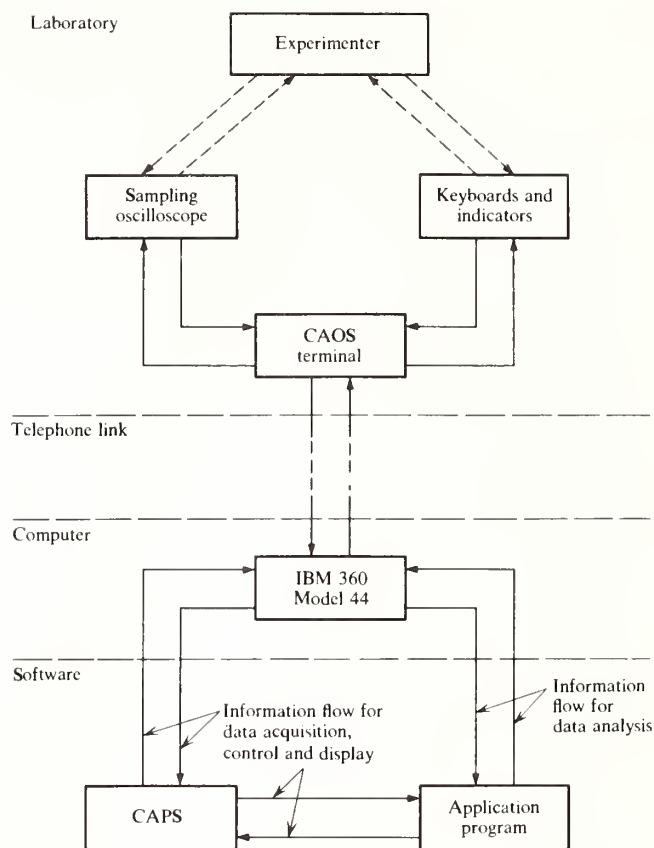 Laboratory
Experimenter
Sampling
oscilloscope
Keyboards and
indicators
CAOS
terminal
Telephone link
Computer
IBM 360
Model 44
Software
Information flow for
data acquisition,
control and display
Information
flow for
data analysis
CAPS
Application
program